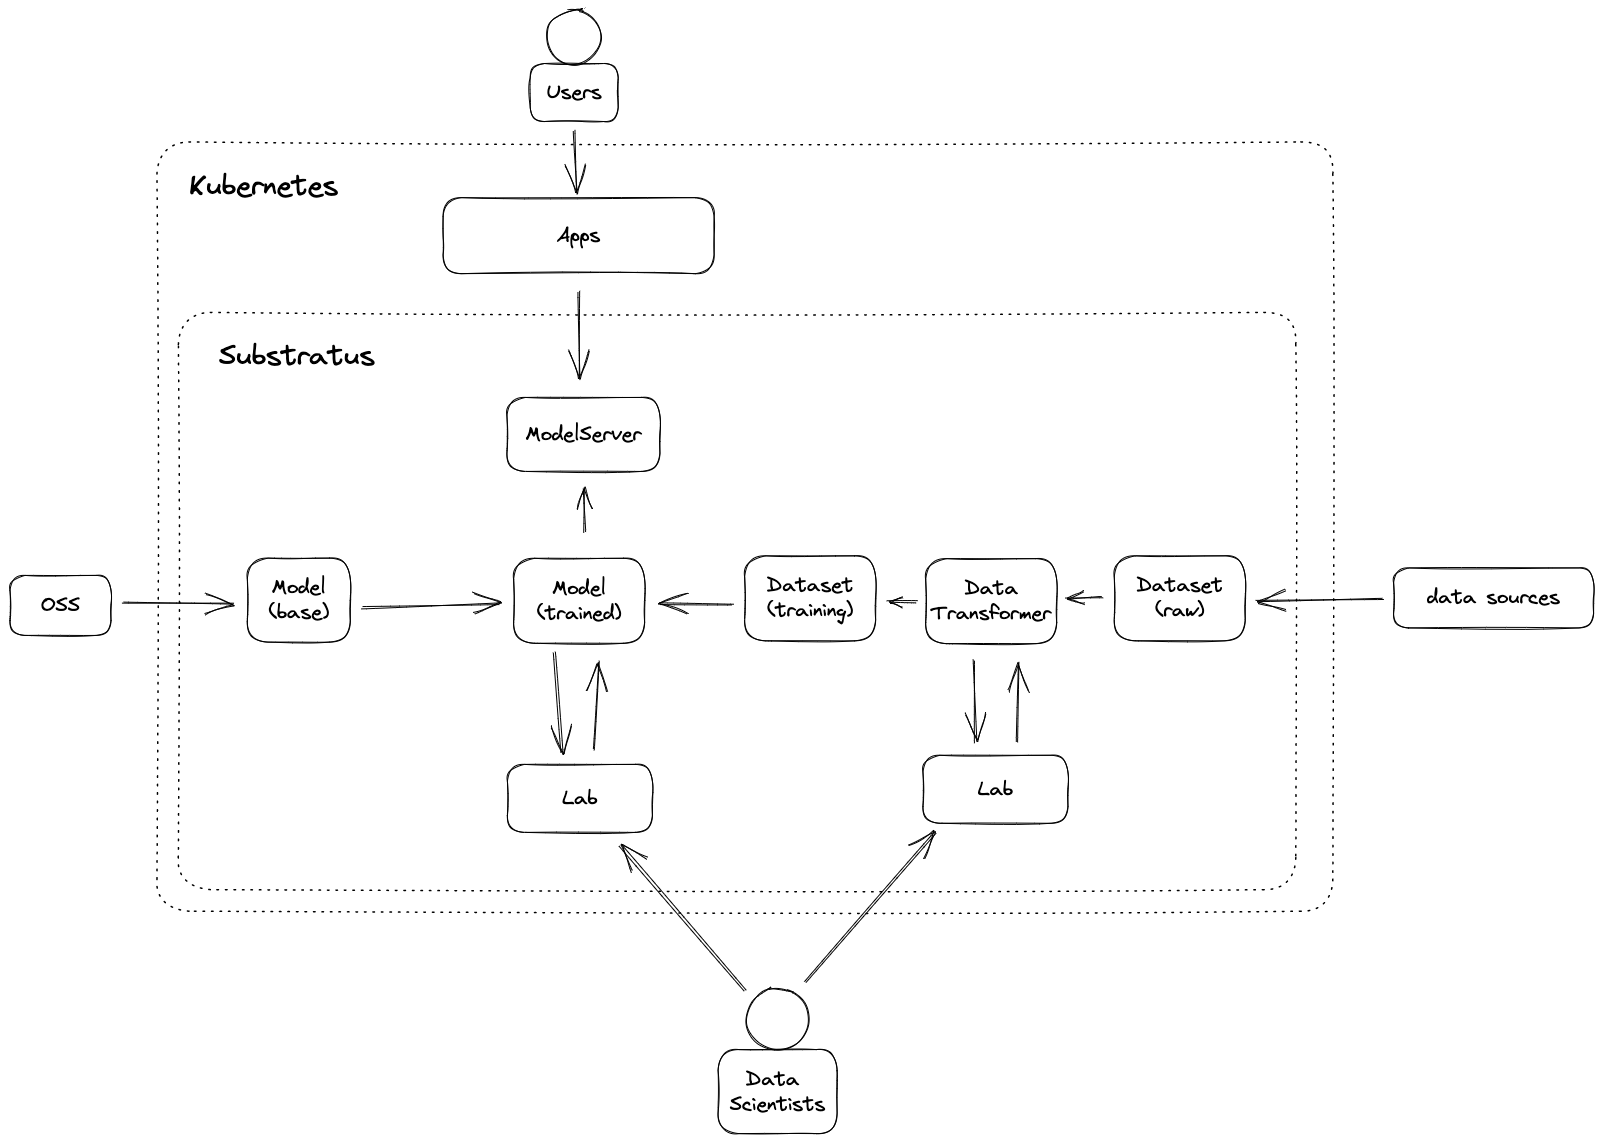 Users
Kubernetes
Apps
Substratus
ModelServer
OSS
Model
(base)
Model
(trained)
Dataset
(training)
Data
Transformer
Dataset
(raw)
data sources
Lab
Lab
Data
Scientists